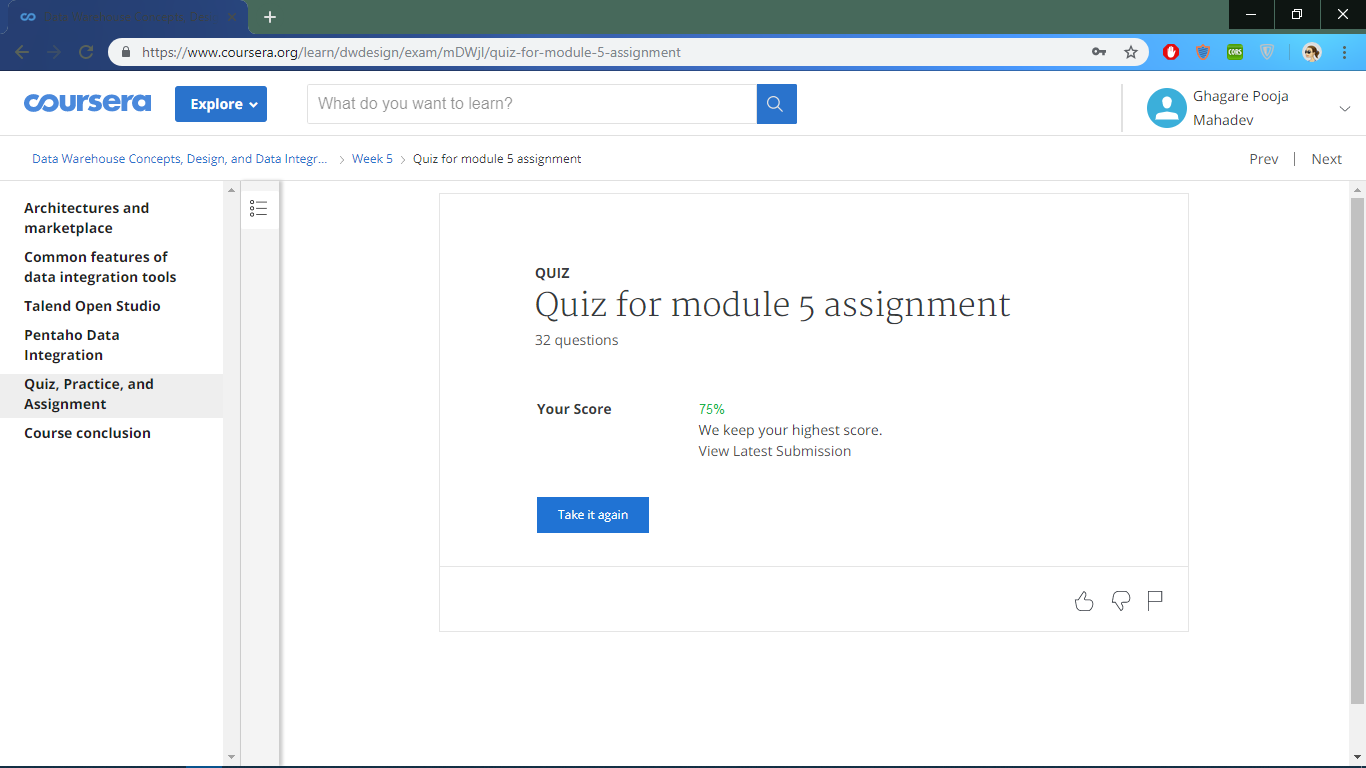 https://www.coursera.org/learn/dwdesign/exam/mDWjI/quiz-for-module-5-assignment
CORS
coursera
Explore
What do you want to learn?
Ghagare Pooja
Mahadev
Data Warehouse Concepts, Design, and Data Integr... > Week 5 > Quiz for module 5 assignment
Prev | Next
Architectures and
marketplace
Common features of
data integration tools
Talend Open Studio
Pentaho Data
Integration
Quiz, Practice, and
Assignment
Course conclusion
QUIZ
Quiz for module 5 assignment
32 questions
Your Score
75%
We keep your highest score.
View Latest Submission
Take it again